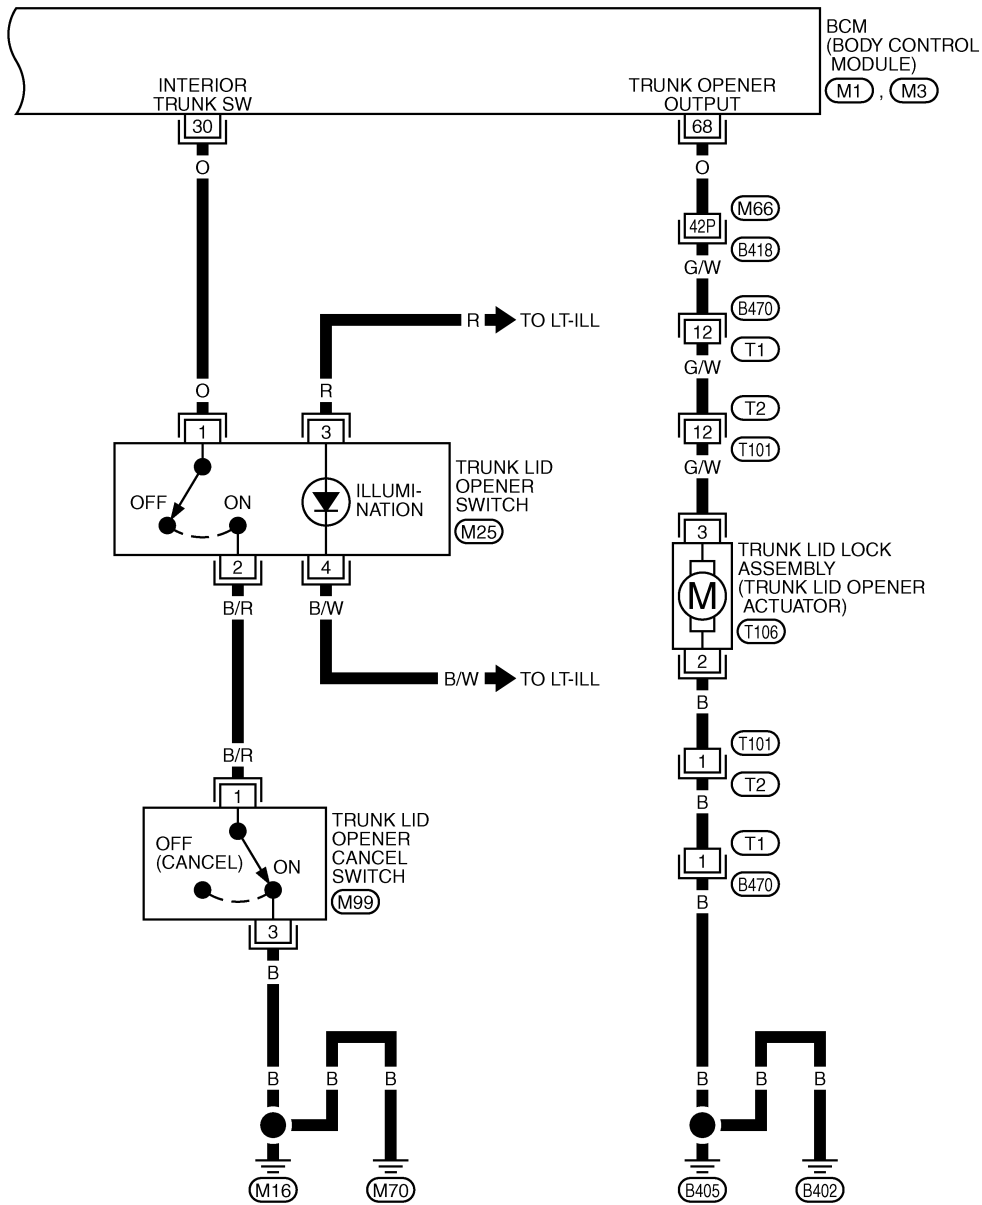 BCM
(BODY CONTROL
MODULE)
M1 , M3
INTERIOR
TRUNK SW
TRUNK OPENER
OUTPUT
30
68
O
O
M66
42P
B418
G/W
B470
12
T1
G/W
R
TO LT-ILL
O
R
T2
12
T101
G/W
1
3
TRUNK LID
OPENER
SWITCH
M25
OFF
ON
ILLUMI-
NATION
2
4
B/R
B/W
3
TRUNK LID LOCK
ASSEMBLY
(TRUNK LID OPENER
ACTUATOR)
T106
M
2
B
B/W
TO LT-ILL
T101
1
T2
B
B/R
1
TRUNK LID
OPENER
CANCEL
SWITCH
M99
OFF
(CANCEL)
ON
3
B
T1
1
B470
B
B
B
B
B
B
B
M16
M70
B405
B402